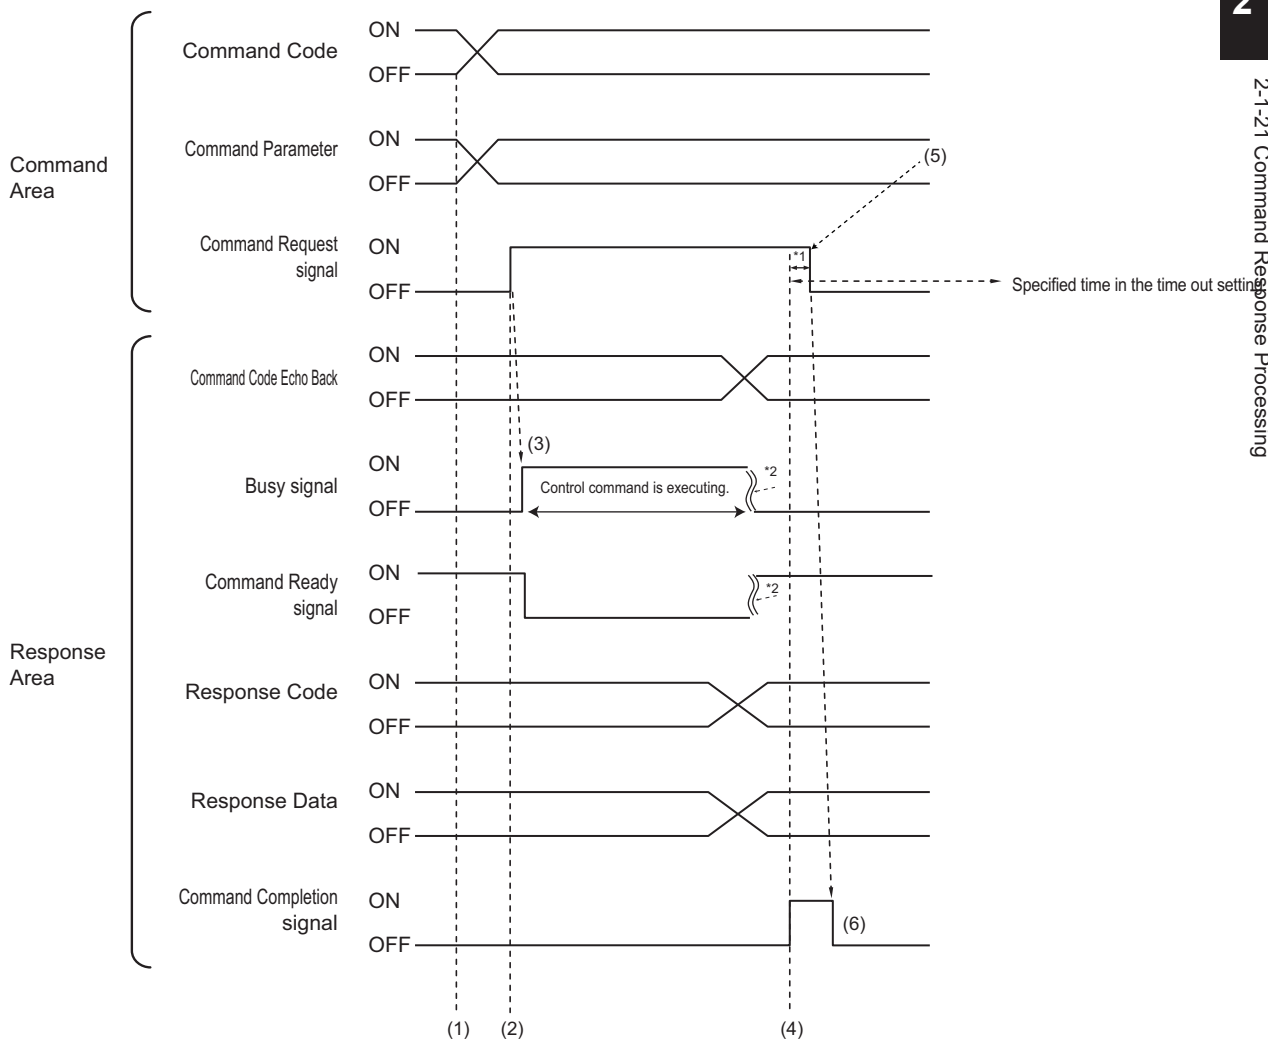 2
2-1-21 Command Response Processing
Command
Area
Command Code
ON
OFF
Command Parameter
ON
OFF
(5)
Command Request
signal
ON
OFF
*1
Specified time in the time out setting.
Response
Area
Command Code Echo Back
ON
OFF
Busy signal
ON
OFF
(3)
Control command is executing.
*2
Command Ready
signal
ON
OFF
*2
Response Code
ON
OFF
Response Data
ON
OFF
Command Completion
signal
ON
OFF
(6)
(1)
(2)
(4)